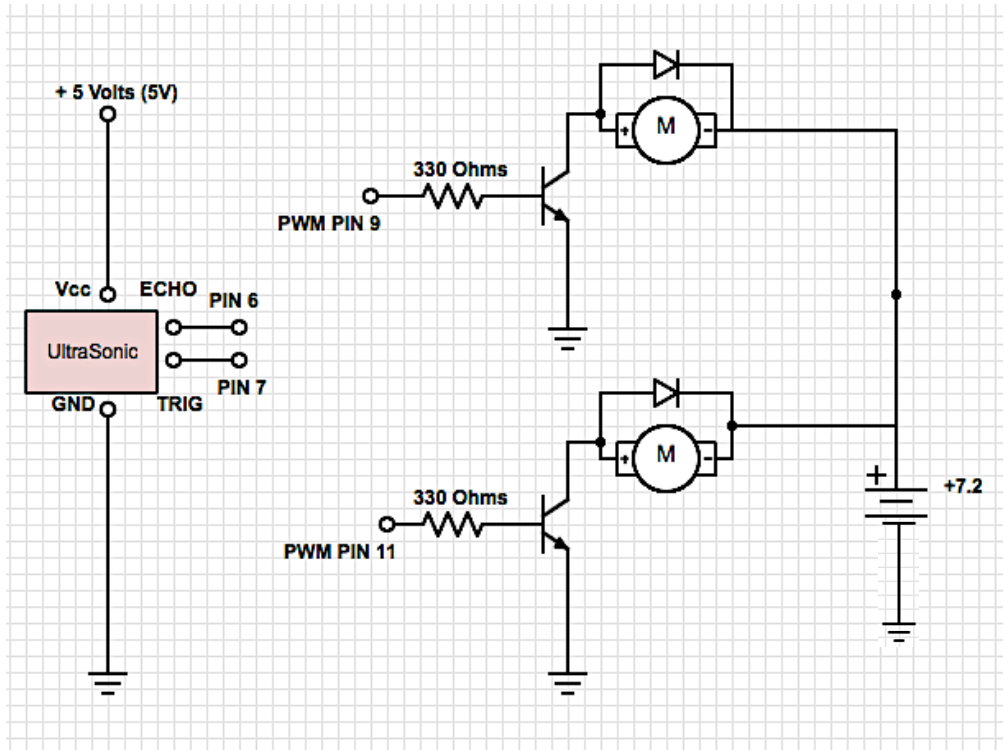 + 5 Volts (5V)
M
+
-
330 Ohms
PWM PIN 9
Vcc
ECHO
PIN 6
UltraSonic
PIN 7
GND
TRIG
M
+
-
+
+7.2
330 Ohms
PWM PIN 11